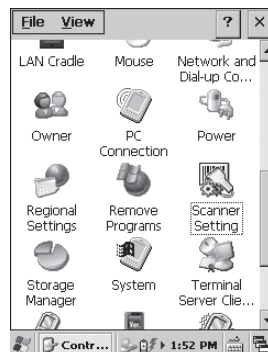 File View ? ×
LAN Cradle
Mouse
Network and
Dial-up Co...
Owner
PC
Connection
Power
Regional
Settings
Remove
Programs
Scanner
Setting
Storage
Manager
System
Terminal
Server Clie...
Ver
Contr... 1:52 PM